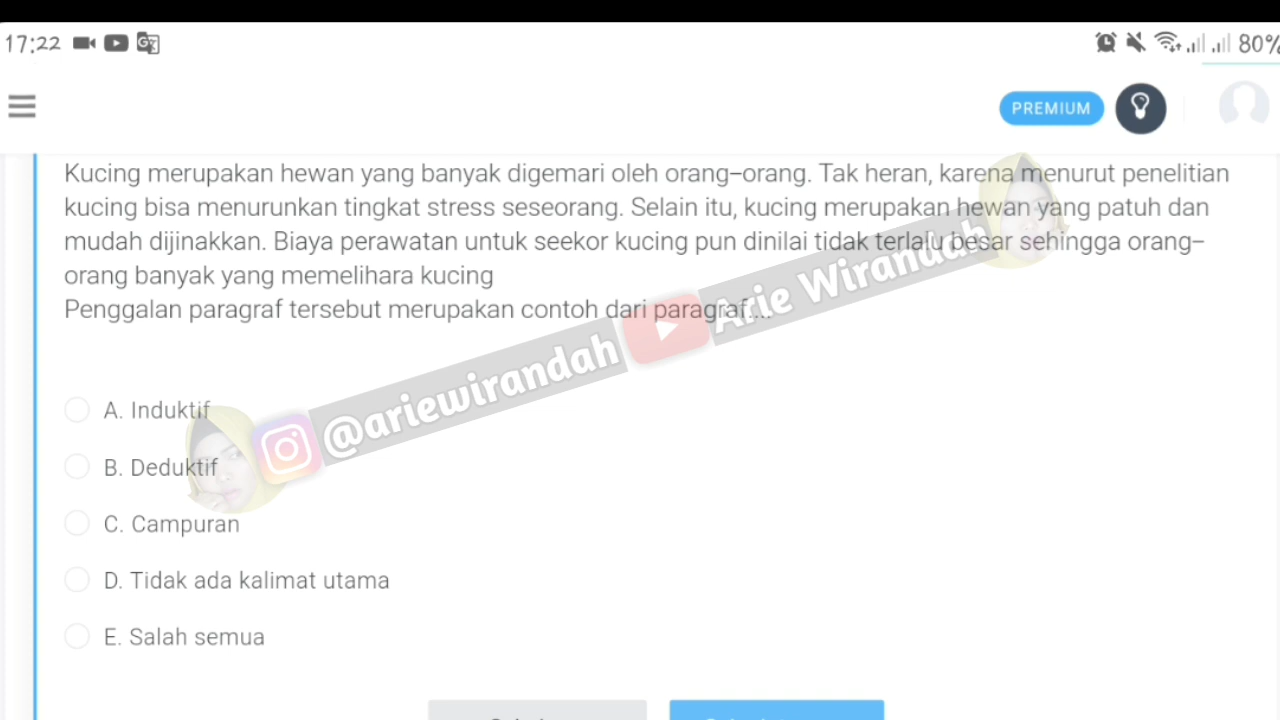 17:22
80%
PREMIUM
Kucing merupakan hewan yang banyak digemari oleh orang-orang. Tak heran, karena menurut penelitian
kucing bisa menurunkan tingkat stress seseorang. Selain itu, kucing merupakan hewan yang patuh dan
mudah dijinakkan. Biaya perawatan untuk seekor kucing pun dinilai tidak terlalu besar sehingga orang-
orang banyak yang memelihara kucing
Penggalan paragraf tersebut merupakan contoh dari paragraf....
@ariewirandah Arie Wirandah
A. Induktif
B. Deduktif
C. Campuran
D. Tidak ada kalimat utama
E. Salah semua